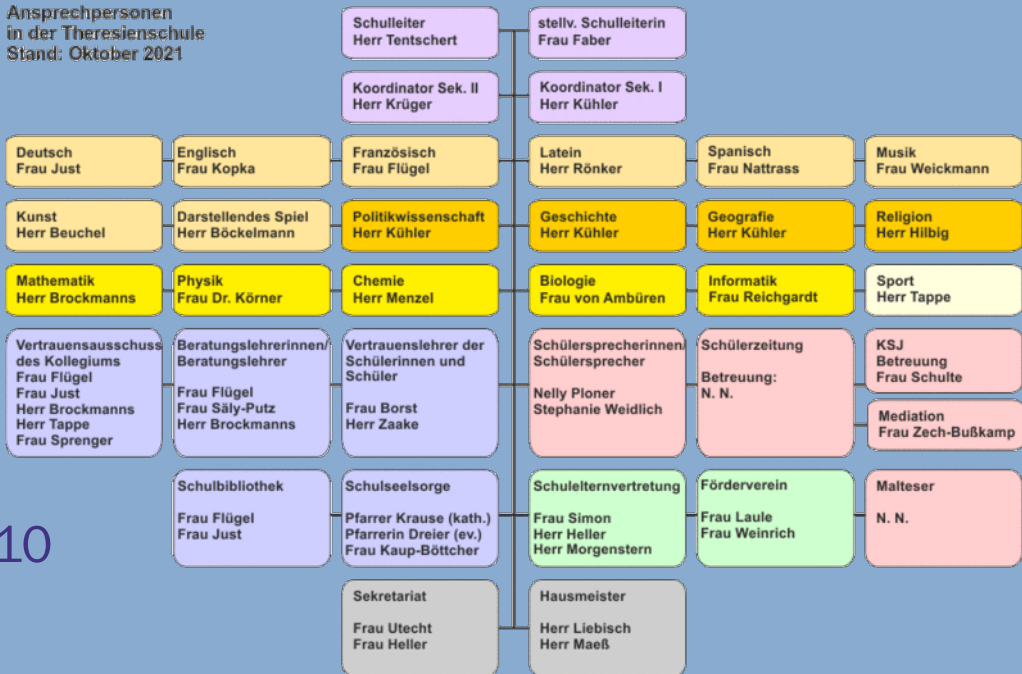 Ansprechpersonen
in der Theresienschule
Stand: Oktober 2021
Schulleiter
Herr Tentschert
stellv. Schulleiterin
Frau Faber
Koordinator Sek. II
Herr Krüger
Koordinator Sek. I
Herr Kühler
Deutsch
Frau Just
Englisch
Frau Kopka
Französisch
Frau Flügel
Latein
Herr Rönker
Spanisch
Frau Nattrass
Musik
Frau Weickmann
Kunst
Herr Beuchel
Darstellendes Spiel
Herr Böckelmann
Politikwissenschaft
Herr Kühler
Geschichte
Herr Kühler
Geografie
Herr Kühler
Religion
Herr Hilbig
Mathematik
Herr Brockmanns
Physik
Frau Dr. Körner
Chemie
Herr Menzel
Biologie
Frau von Ambüren
Informatik
Frau Reichgardt
Sport
Herr Tappe
Vertrauensausschuss
des Kollegiums
Frau Flügel
Frau Just
Herr Brockmanns
Herr Tappe
Frau Sprenger
Beratungslehrerinnen/
Beratungslehrer
Frau Flügel
Frau Säly-Putz
Herr Brockmanns
Vertrauenslehrer der
Schülerinnen und
Schüler
Frau Borst
Herr Zaake
Schülersprecherinnen/
Schülersprecher
Nelly Ploner
Stephanie Weidlich
Schülerzeitung
Betreuung:
N. N.
KSJ
Betreuung
Frau Schulte
Mediation
Frau Zech-Bußkamp
Schulbibliothek
Frau Flügel
Frau Just
Schulseelsorge
Pfarrer Krause (kath.)
Pfarrerin Dreier (ev.)
Frau Kaup-Böttcher
Schulelternvertretung
Frau Simon
Herr Heller
Herr Morgenstern
Förderverein
Frau Laule
Frau Weinrich
Malteser
N. N.
10
Sekretariat
Frau Utecht
Frau Heller
Hausmeister
Herr Liebisch
Herr Maeß